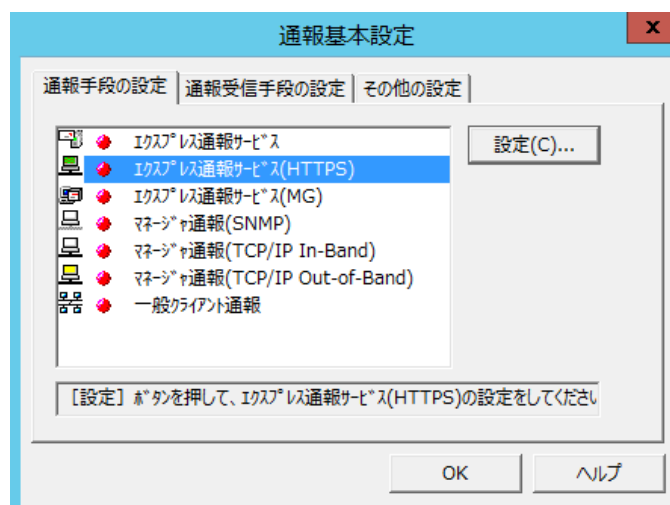 通報基本設定
x
通報手段の設定 通報受信手段の設定 その他の設定
ｴｸｽﾌﾟﾚｽ通報ｻｰﾋﾞｽ
ｴｸｽﾌﾟﾚｽ通報ｻｰﾋﾞｽ(HTTPS)
ｴｸｽﾌﾟﾚｽ通報ｻｰﾋﾞｽ(MG)
ﾏﾈｰｼﾞｬ通報(SNMP)
ﾏﾈｰｼﾞｬ通報(TCP/IP In-Band)
ﾏﾈｰｼﾞｬ通報(TCP/IP Out-of-Band)
一般ｸﾗｲｱﾝﾄ通報
設定(C)...
［設定］ﾎﾞﾀﾝを押して、ｴｸｽﾌﾟﾚｽ通報ｻｰﾋﾞｽ(HTTPS)の設定をしてくださ
OK ヘルプ